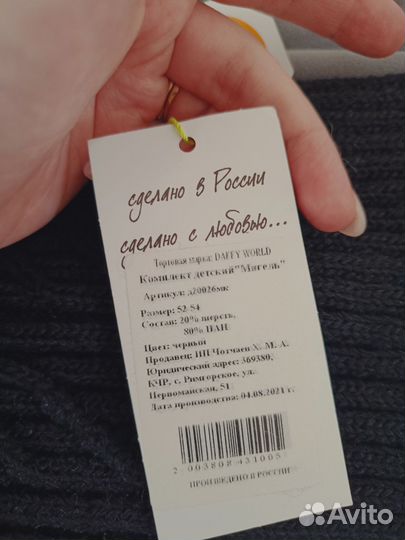 сделано в России
сделано с любовью...
Торговая марка: DAFFY WORLD
Комплект детский "Мигель"
Артикул: д20026мк
Размер: 52-54
Состав: 20% шерсть,
80% ПАН
Цвет: черный
Продавец: ИП Чотчаев Х. М. А.
Юридический адрес: 369380,
КЧР, с. Римгорское, ул.
Первомайская, 51
Дата производства: 04.08.2021 г.
2 003808 431005
ПРОИЗВЕДЕНО В РОССИИ
Avito